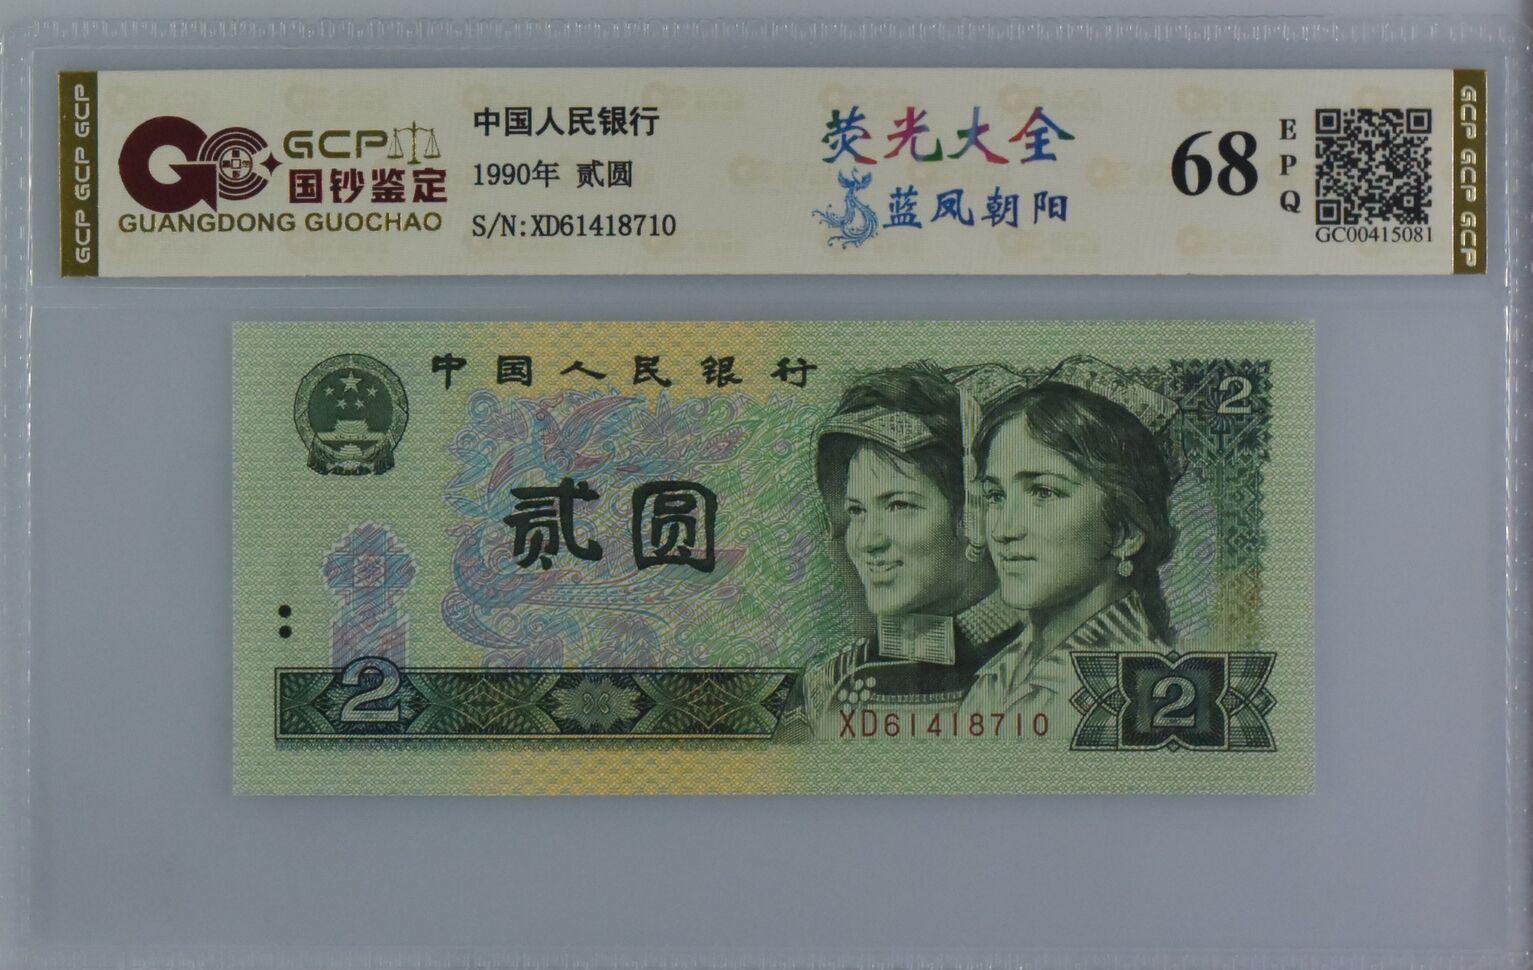 GCP GCP GCP
GCP
国钞鉴定
GUANGDONG GUOCHAO
中国人民银行
1990年 贰圆
S/N:XD61418710
荧光大全
蓝凤朝阳
68
EPQ
GC00415081
GCP GCP GCP
中国人民银行
2
贰圆
2
XD61418710
2